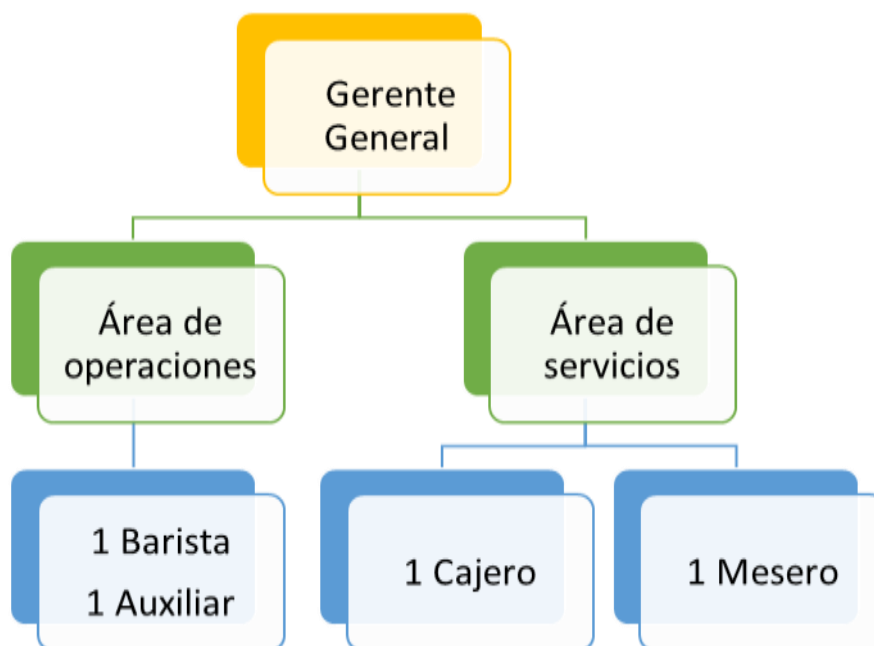 Gerente
General
Área de
operaciones
Área de
servicios
1 Barista
1 Auxiliar
1 Cajero
1 Mesero